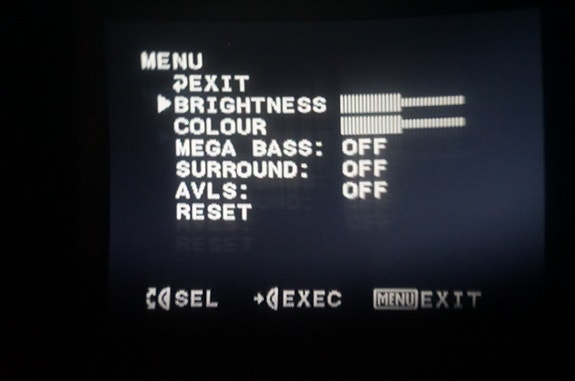 MENU
EXIT
BRIGHTNESS
COLOUR
MEGA BASS: OFF
SURROUND: OFF
AVLS: OFF
RESET
SEL EXEC MENU EXIT